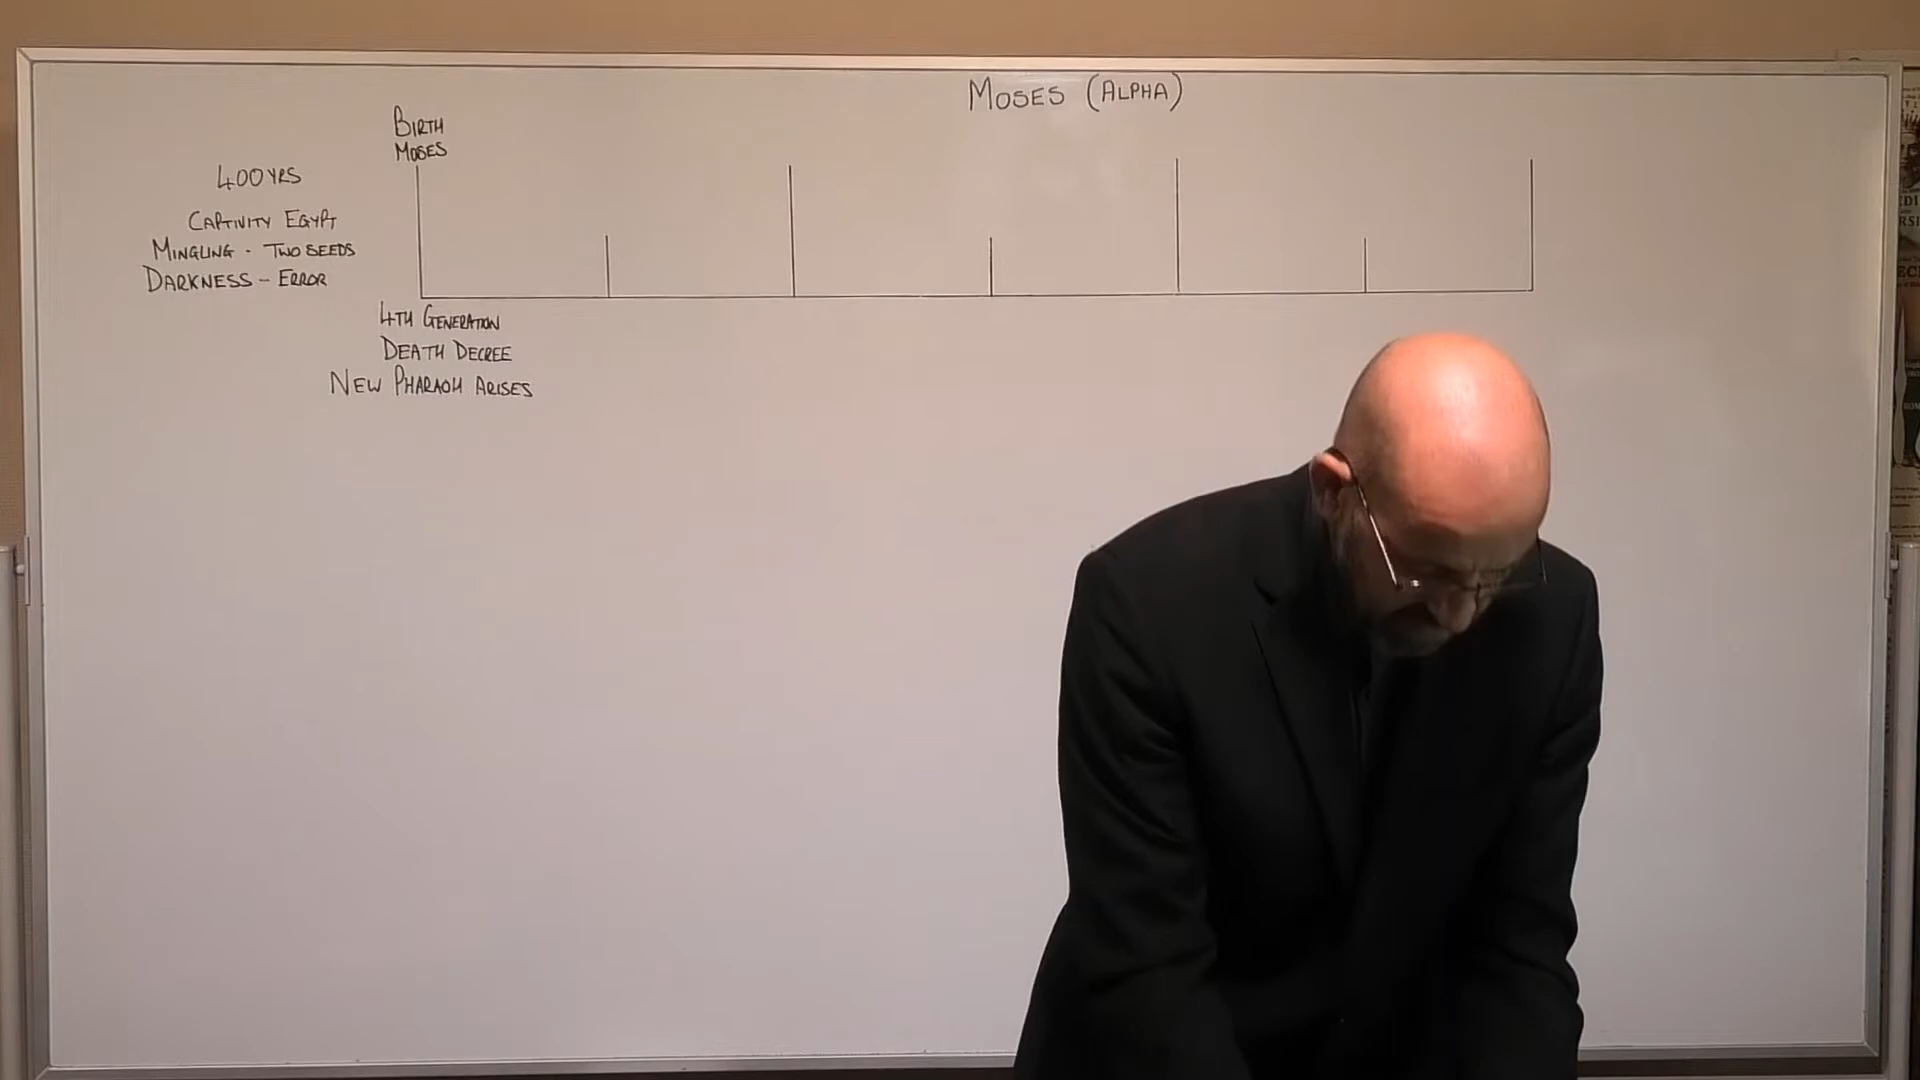 Moses (Alpha)
Birth
Moses
400 yrs
Captivity Egypt
Mingling - Two Seeds
Darkness - Error
4th Generation
Death Decree
New Pharaoh Arises